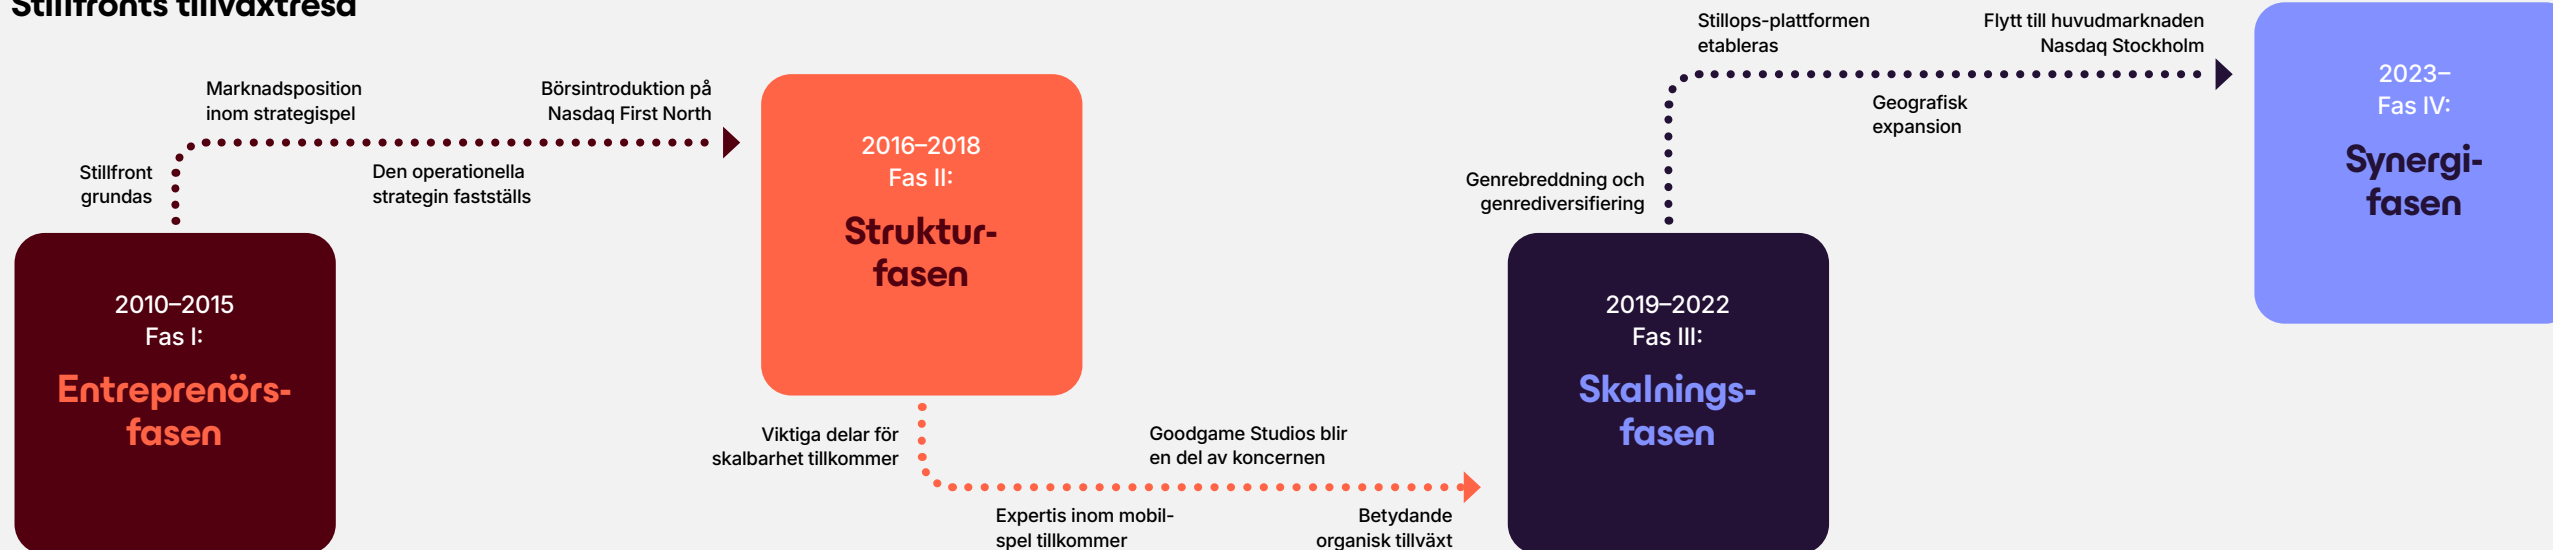 Stillfronts tillväxtresa
Stillfront
grundas
Marknadsposition
inom strategispel
Den operationella
strategin fastställs
Börsintroduktion på
Nasdaq First North
2010–2015
Fas I:
Entreprenörs-
fasen
2016–2018
Fas II:
Struktur-
fasen
Viktiga delar för
skalbarhet tillkommer
Expertis inom mobil-
spel tillkommer
Goodgame Studios blir
en del av koncernen
Betydande
organisk tillväxt
2019–2022
Fas III:
Skalnings-
fasen
Genrebreddning och
genrediversifiering
Stillops-plattformen
etableras
Geografisk
expansion
Flytt till huvudmarknaden
Nasdaq Stockholm
2023–
Fas IV:
Synergi-
fasen